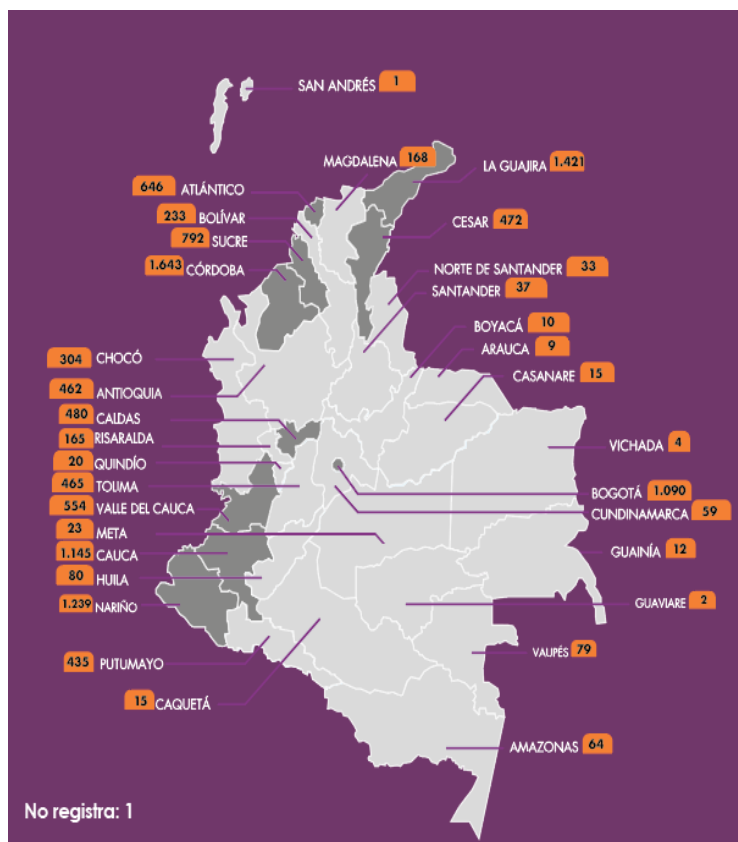 SAN ANDRÉS 1
MAGDALENA 168
LA GUAJIRA 1.421
646 ATLÁNTICO
233 BOLÍVAR
CESAR 472
792 SUCRE
1.643 CÓRDOBA
NORTE DE SANTANDER 33
SANTANDER 37
BOYACÁ 10
ARAUCA 9
304 CHOCÓ
CASANARE 15
462 ANTIOQUIA
480 CALDAS
165 RISARALDA
VICHADA 4
20 QUINDÍO
465 TOLIMA
BOGOTÁ 1.090
554 VALLE DEL CAUCA
CUNDINAMARCA 59
23 META
1.145 CAUCA
GUAINÍA 12
80 HUILA
1.239 NARIÑO
GUAVIARE 2
VAUPÉS 79
435 PUTUMAYO
15 CAQUETÁ
AMAZONAS 64
No registra: 1